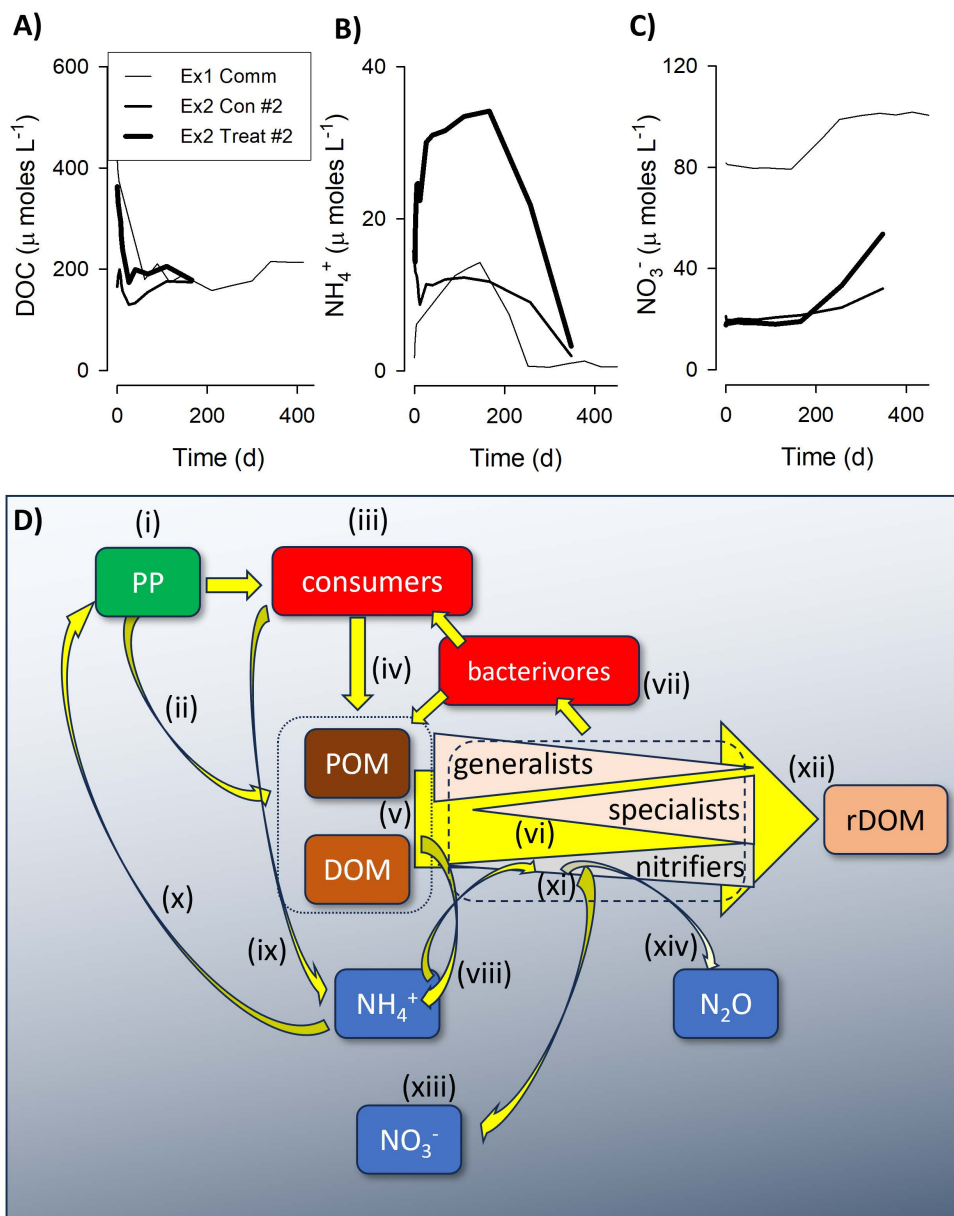 A)
B)
C)
600
400
200
0
DOC (μ moles L⁻¹)
Ex1 Comm
Ex2 Con #2
Ex2 Treat #2
0
200
400
Time (d)
40
20
0
NH₄⁺ (μ moles L⁻¹)
0
200
400
Time (d)
120
80
40
0
NO₃⁻ (μ moles L⁻¹)
0
200
400
Time (d)
D)
(i)
(iii)
PP
consumers
(iv)
bacterivores
(vii)
(ii)
POM
generalists
(xii)
(v)
specialists
rDOM
(vi)
DOM
nitrifiers
(xi)
(x)
(ix)
(viii)
(xiv)
NH₄⁺
N₂O
(xiii)
NO₃⁻